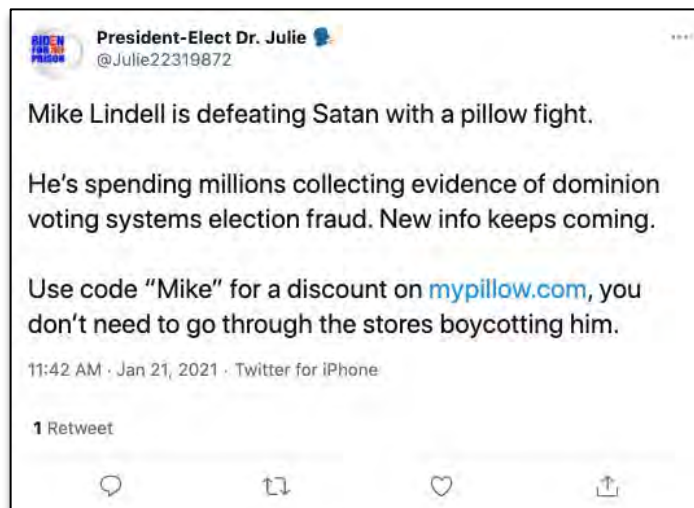 BIDEN
FOR
PRISON
President-Elect Dr. Julie
@Julie22319872
Mike Lindell is defeating Satan with a pillow fight.
He’s spending millions collecting evidence of dominion
voting systems election fraud. New info keeps coming.
Use code “Mike” for a discount on mypillow.com, you
don’t need to go through the stores boycotting him.
11:42 AM · Jan 21, 2021 · Twitter for iPhone
1 Retweet